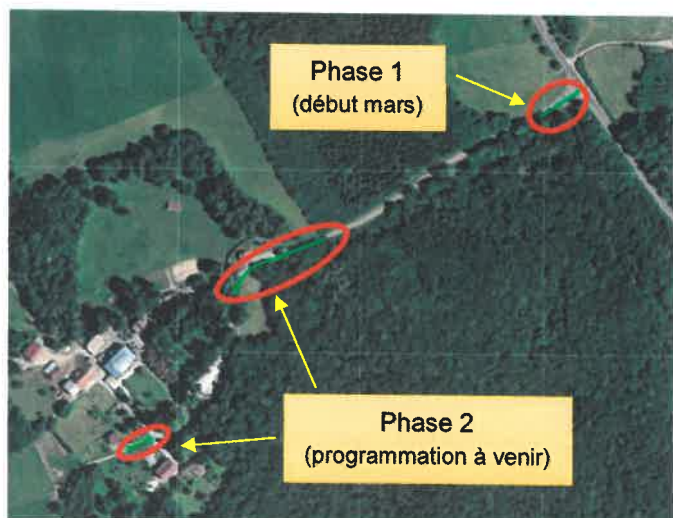 Phase 1
(début mars)
Phase 2
(programmation à venir)